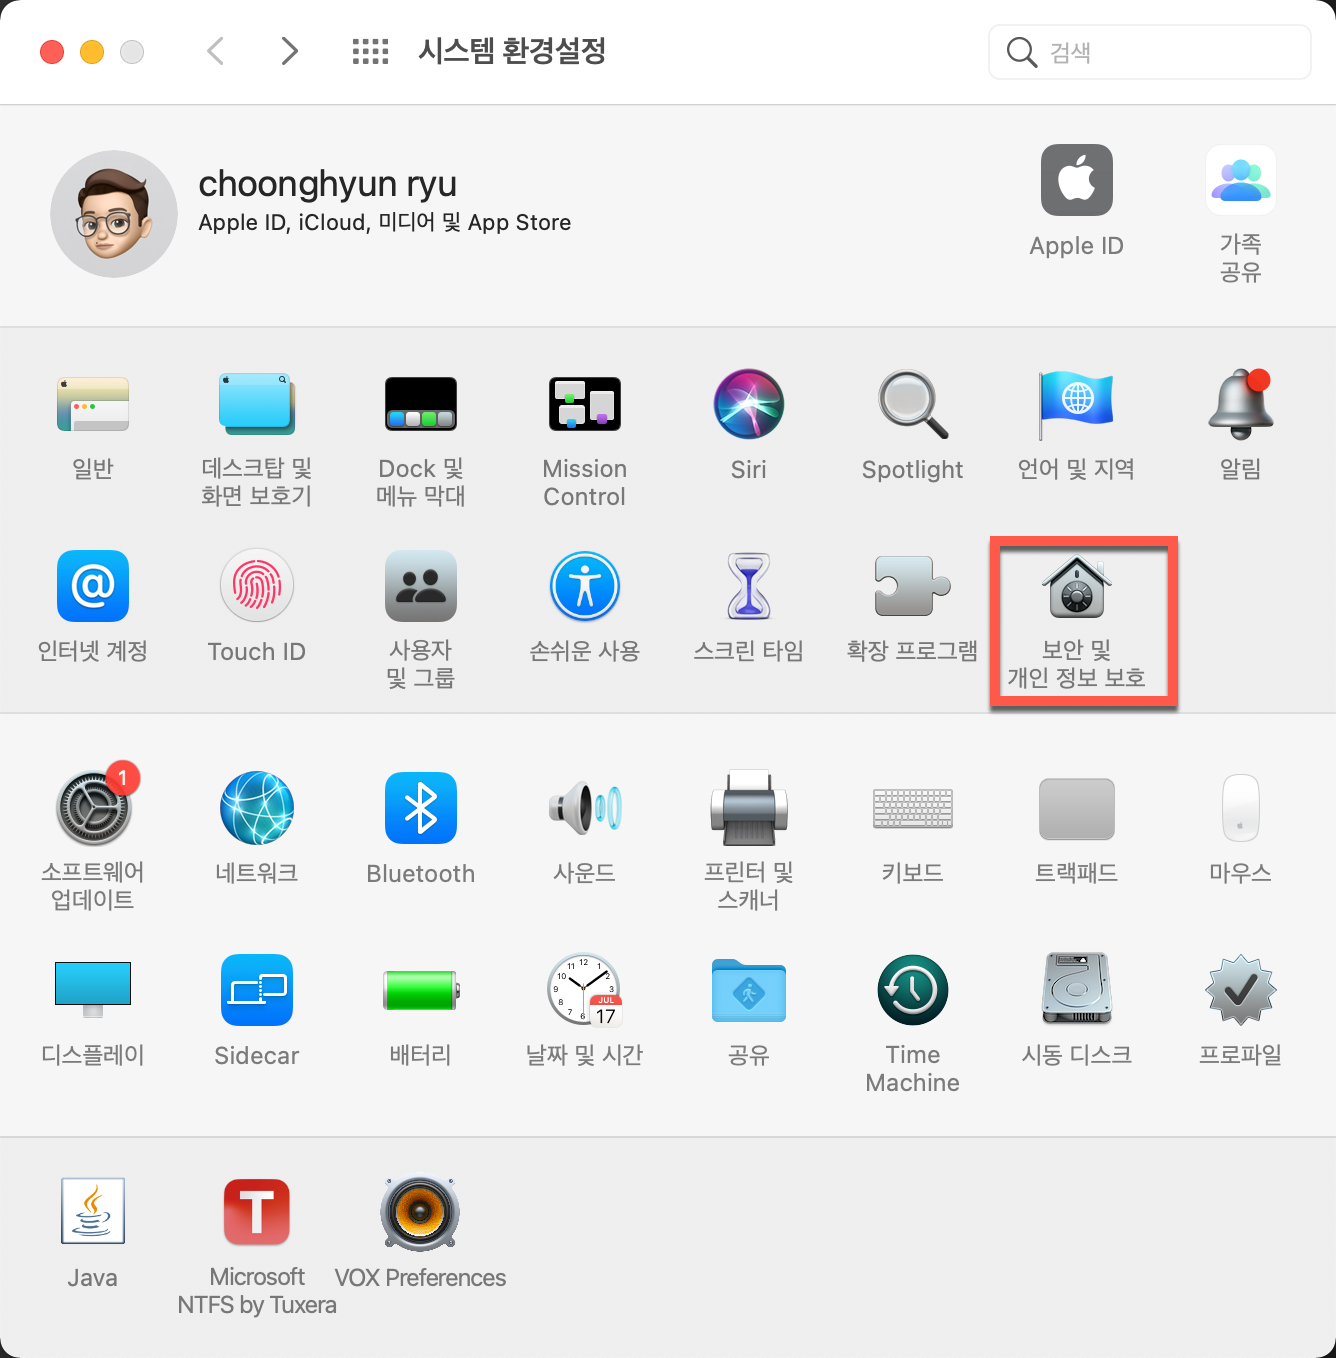 시스템 환경설정
검색
choonghyun ryu
Apple ID, iCloud, 미디어 및 App Store
Apple ID
가족
공유
일반
데스크탑 및
화면 보호기
Dock 및
메뉴 막대
Mission
Control
Siri
Spotlight
언어 및 지역
알림
@
인터넷 계정
Touch ID
사용자
및 그룹
손쉬운 사용
스크린 타임
확장 프로그램
보안 및
개인 정보 보호
1
소프트웨어
업데이트
네트워크
Bluetooth
사운드
프린터 및
스캐너
키보드
트랙패드
마우스
디스플레이
Sidecar
배터리
12
1
2
3
6
7
8
9
10
11
JUL
17
날짜 및 시간
공유
Time
Machine
시동 디스크
프로파일
Java
T
Microsoft
NTFS by Tuxera
VOX Preferences